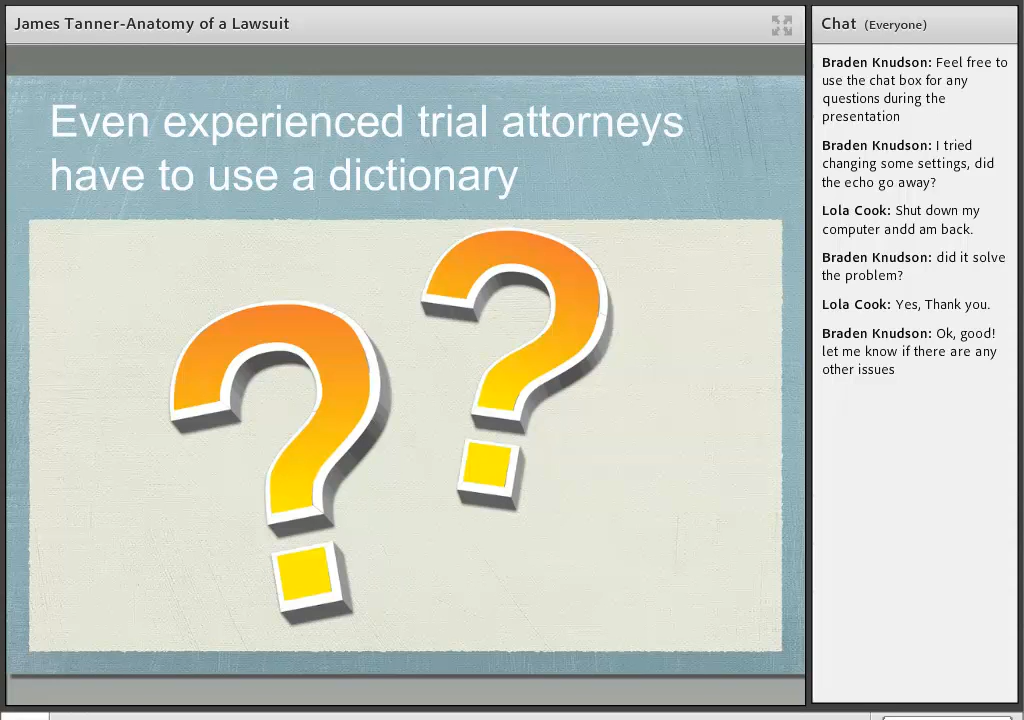 James Tanner-Anatomy of a Lawsuit
Even experienced trial attorneys
have to use a dictionary
??
Chat (Everyone)
Braden Knudson: Feel free to
use the chat box for any
questions during the
presentation
Braden Knudson: I tried
changing some settings, did
the echo go away?
Lola Cook: Shut down my
computer andd am back.
Braden Knudson: did it solve
the problem?
Lola Cook: Yes, Thank you.
Braden Knudson: Ok, good!
let me know if there are any
other issues